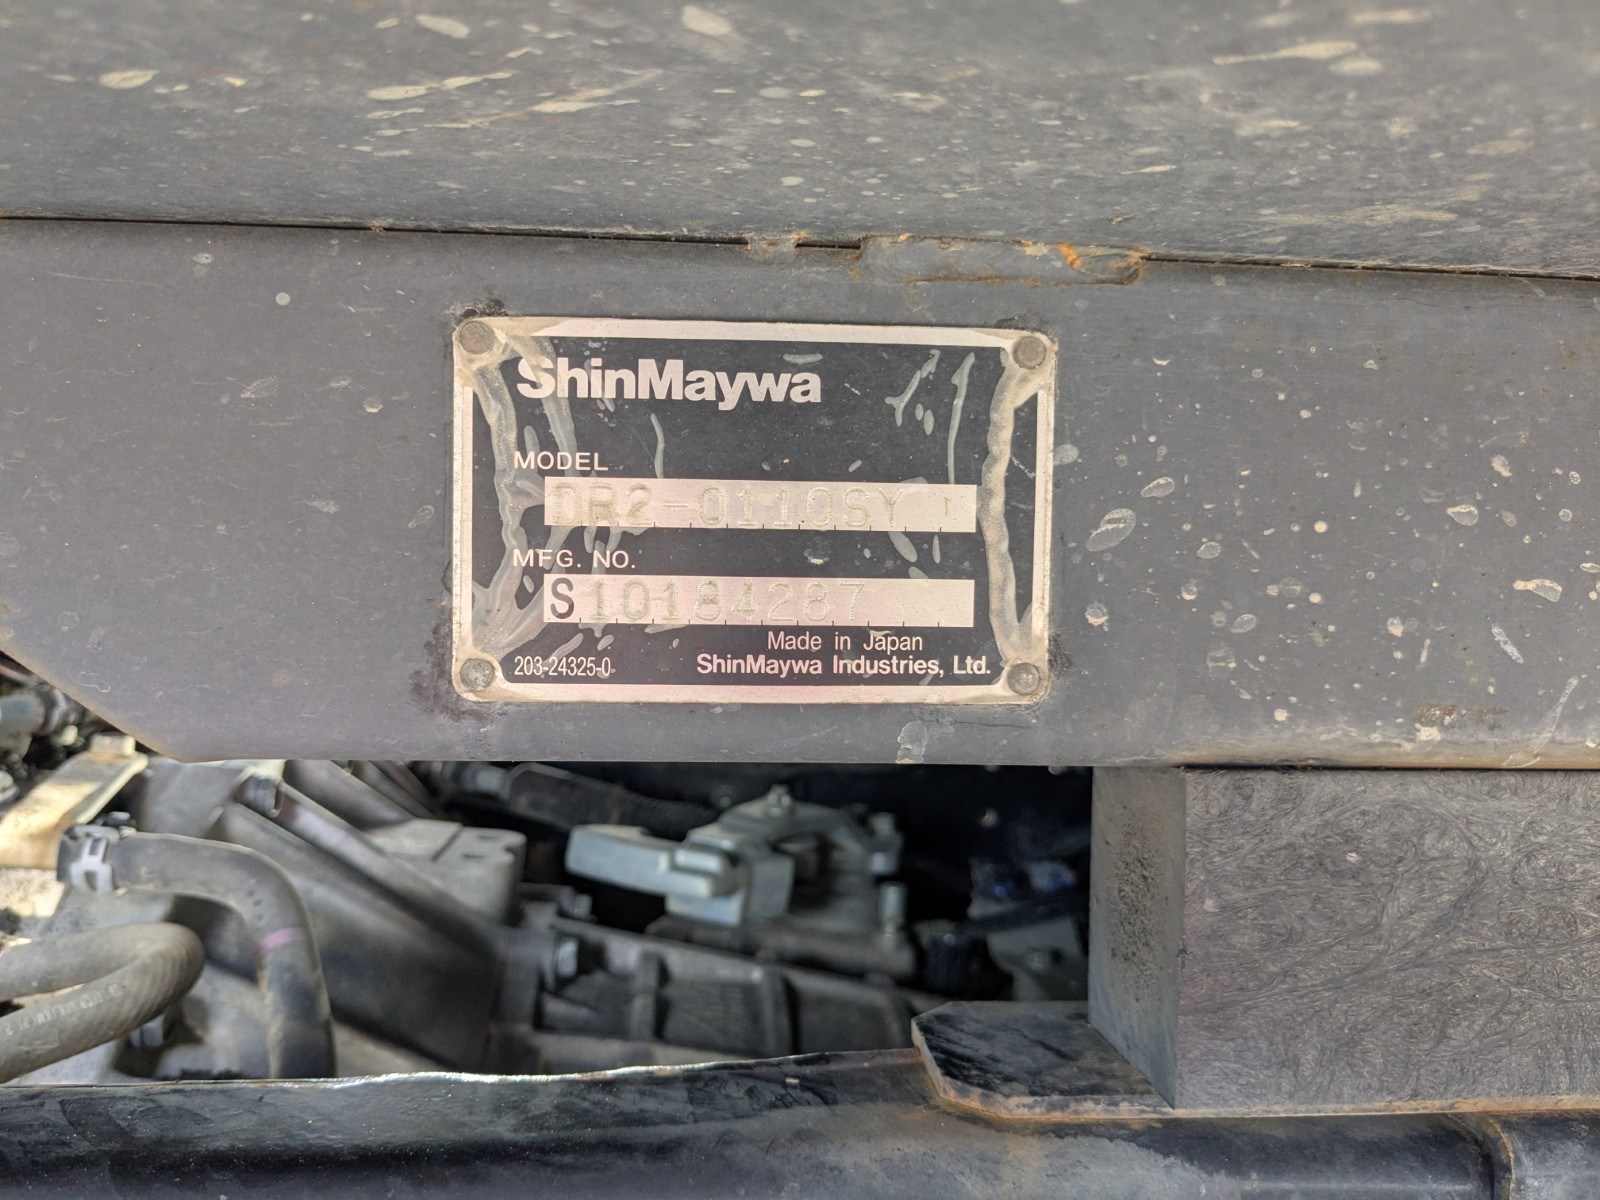 ShinMaywa
MODEL
DR2-0110SY
MFG. NO.
S10184287
Made in Japan
203-24325-0
ShinMaywa Industries, Ltd.